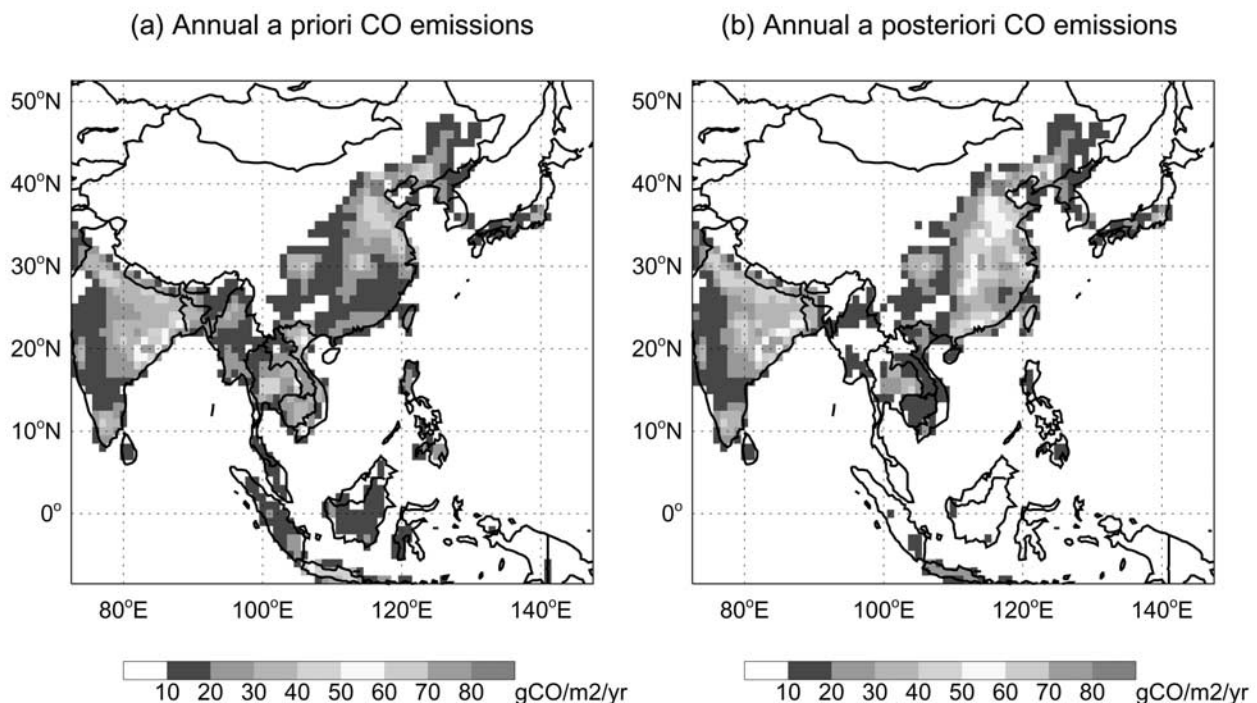 (a) Annual a priori CO emissions
(b) Annual a posteriori CO emissions
50°N
40°N
30°N
20°N
10°N
0°
80°E 100°E 120°E 140°E
10 20 30 40 50 60 70 80 gCO/m2/yr
50°N
40°N
30°N
20°N
10°N
0°
80°E 100°E 120°E 140°E
10 20 30 40 50 60 70 80 gCO/m2/yr